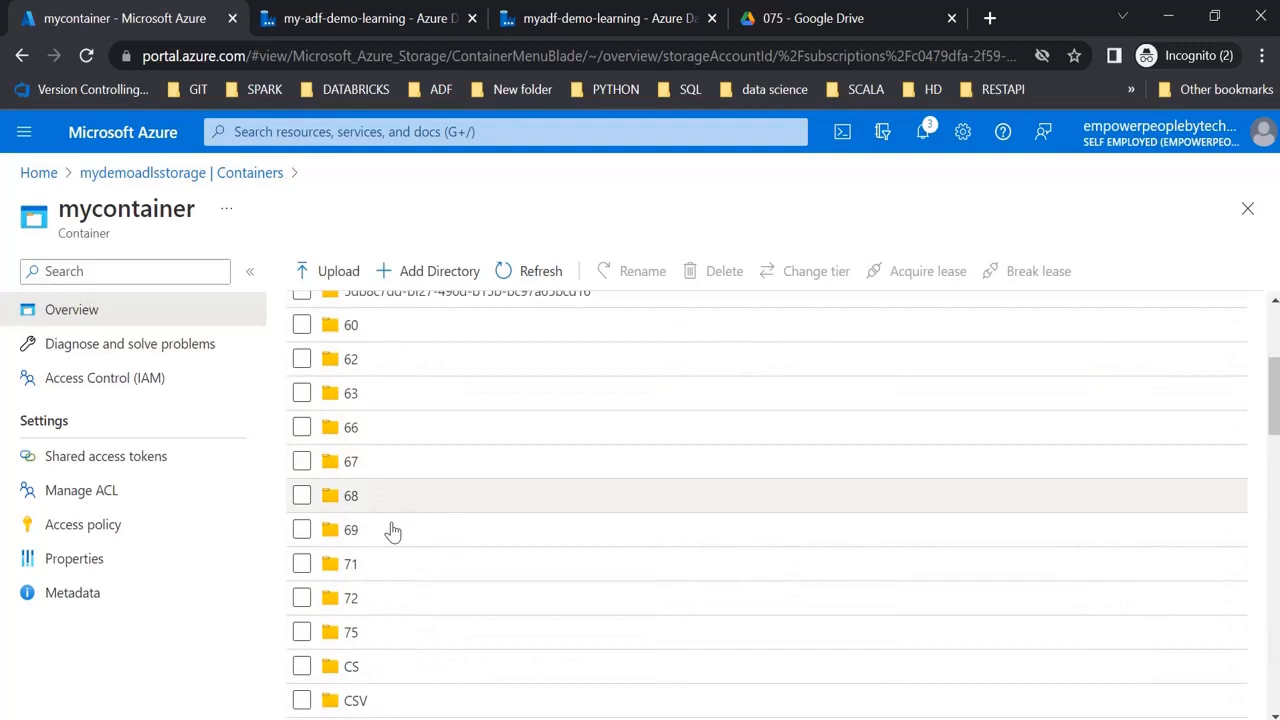 mycontainer - Microsoft Azure
my-adf-demo-learning - Azure D
myadf-demo-learning - Azure Da
075 - Google Drive
portal.azure.com/#view/Microsoft_Azure_Storage/ContainerMenuBlade/~/overview/storageAccountId/%2Fsubscriptions%2Fc0479dfa-2f59-...
Incognito (2)
Version Controlling...
GIT
SPARK
DATABRICKS
ADF
New folder
PYTHON
SQL
data science
SCALA
HD
RESTAPI
»
Other bookmarks
Microsoft Azure
Search resources, services, and docs (G+/)
3
empowerpeoplebytech...
SELF EMPLOYED (EMPOWERPEO...
Home > mydemoadlsstorage | Containers >
mycontainer ...
Container
Search
«
Upload
Add Directory
Refresh
Rename
Delete
Change tier
Acquire lease
Break lease
Overview
Diagnose and solve problems
Access Control (IAM)
Settings
Shared access tokens
Manage ACL
Access policy
Properties
Metadata
60
62
63
66
67
68
69
71
72
75
CS
CSV